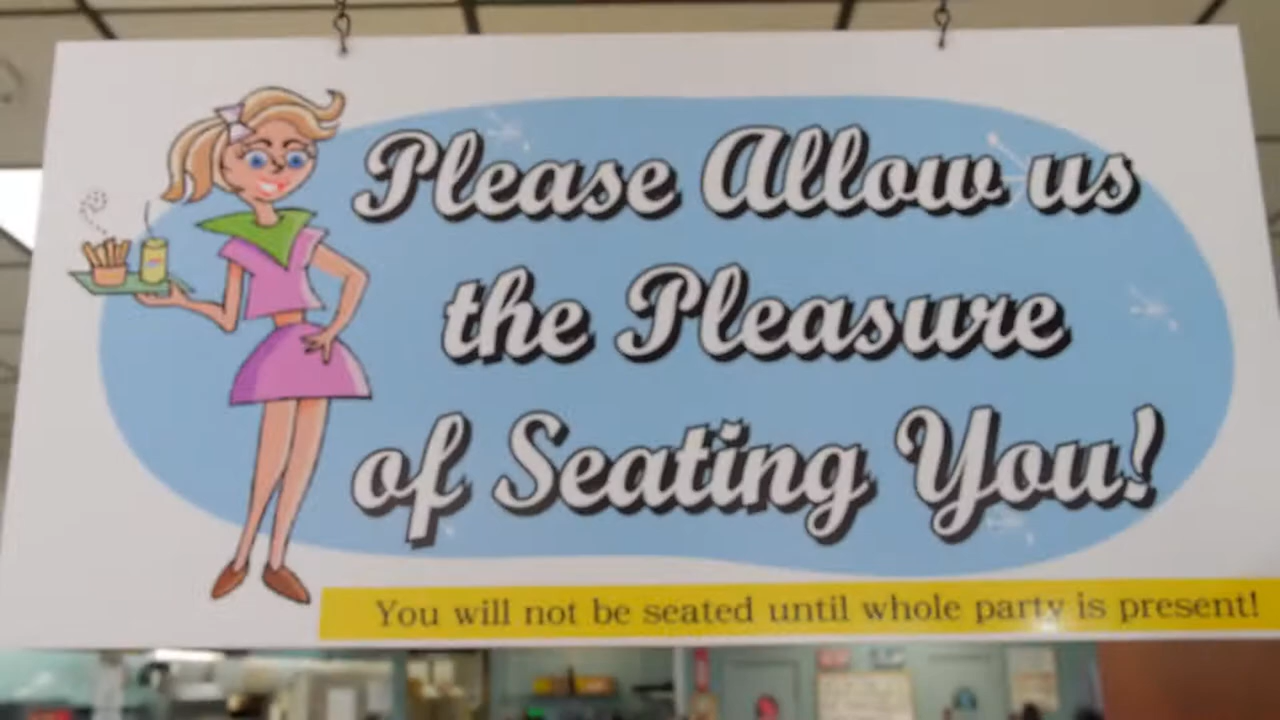 Please Allow us
the Pleasure
of Seating You!
You will not be seated until whole party is present!